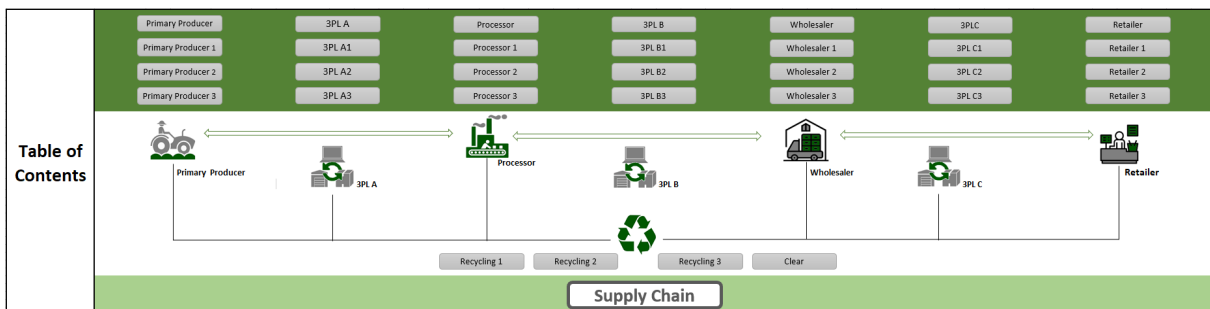 Primary Producer 3PL A Processor 3PL B Wholesaler 3PLC Retailer
Primary Producer 1 3PL A1 Processor 1 3PL B1 Wholesaler 1 3PL C1 Retailer 1
Primary Producer 2 3PL A2 Processor 2 3PL B2 Wholesaler 2 3PL C2 Retailer 2
Primary Producer 3 3PL A3 Processor 3 3PL B3 Wholesaler 3 3PL C3 Retailer 3
Table of
Contents
Processor
Primary Producer Wholesaler Retailer
3PL A 3PL B 3PL C
Recycling 1 Recycling 2 Recycling 3 Clear
Supply Chain